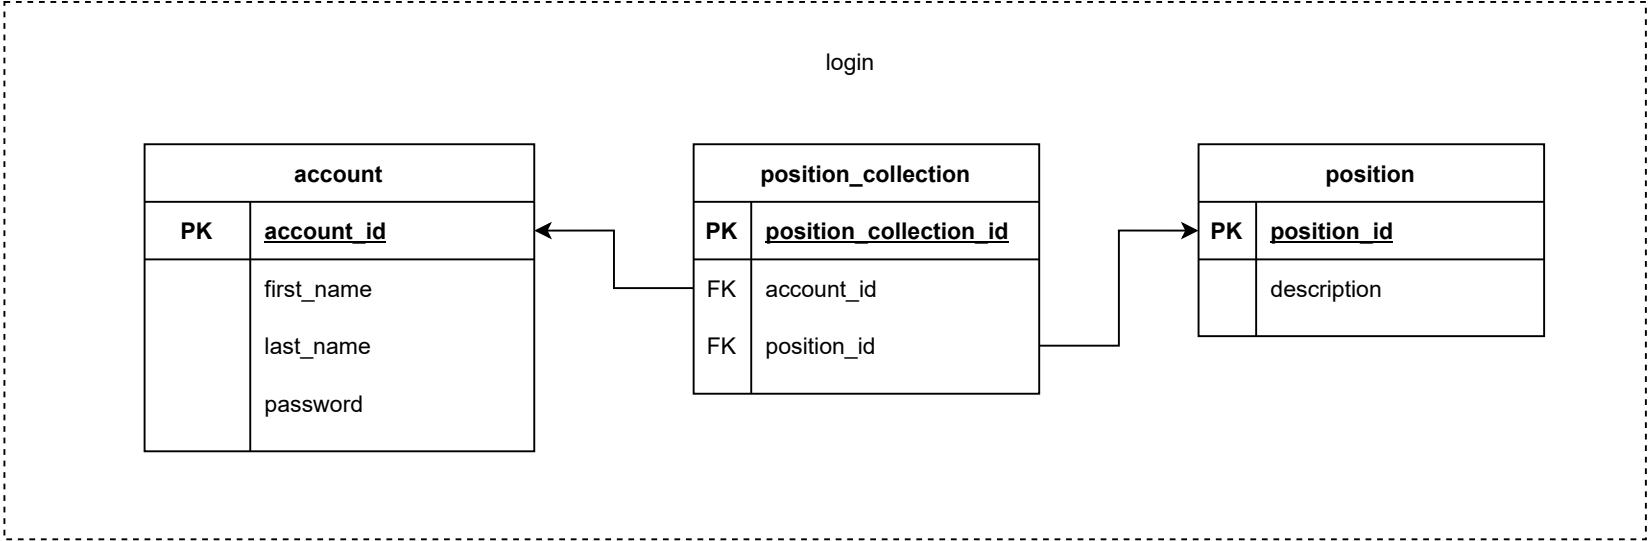 login
account
PK account_id
first_name
last_name
password
position_collection
PK position_collection_id
FK account_id
FK position_id
position
PK position_id
description